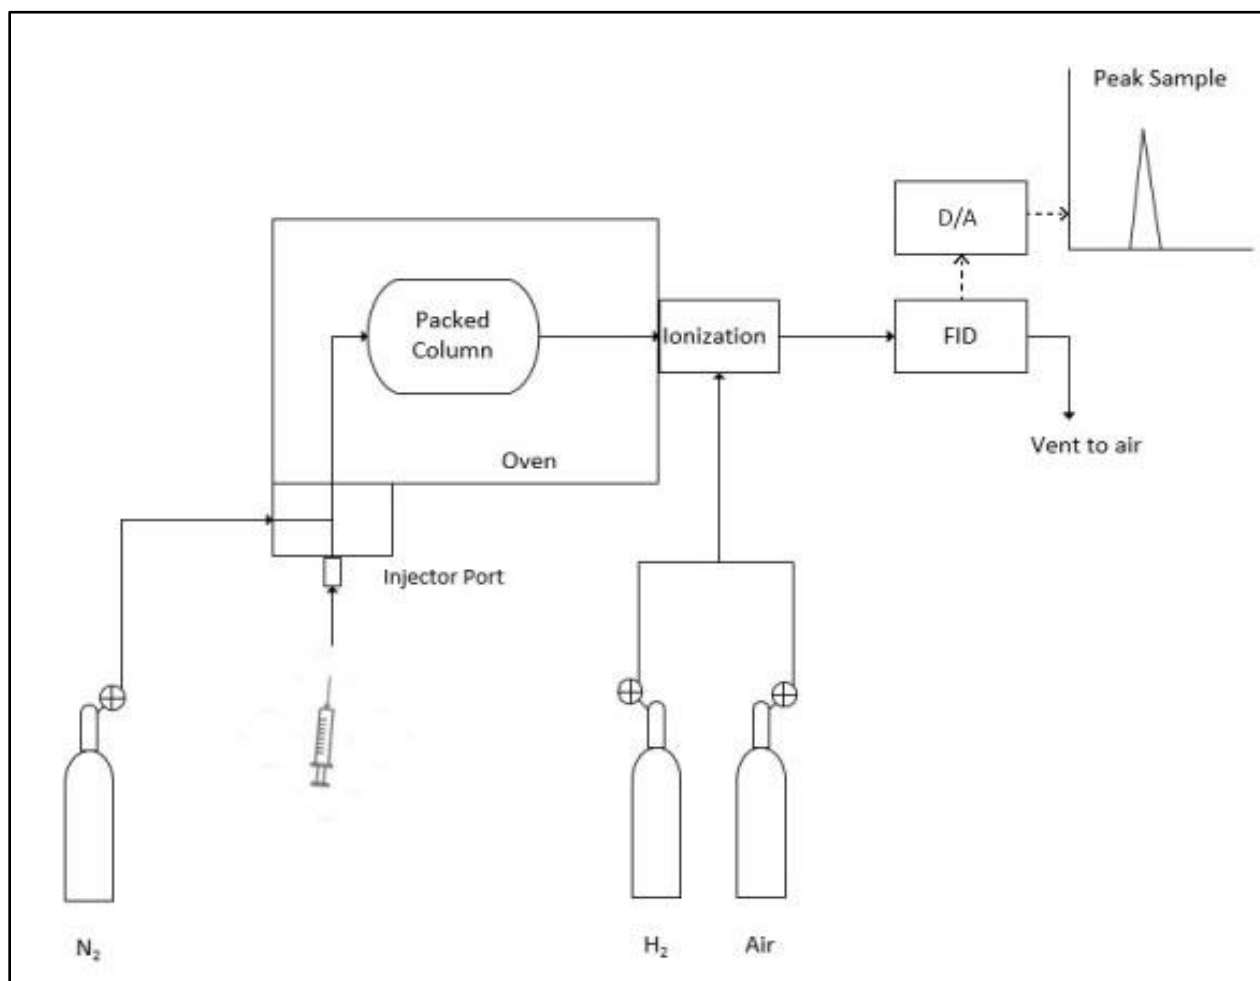 Peak Sample
D/A
Packed
Column
Ionization
FID
Vent to air
Oven
Injector Port
N₂
H₂
Air